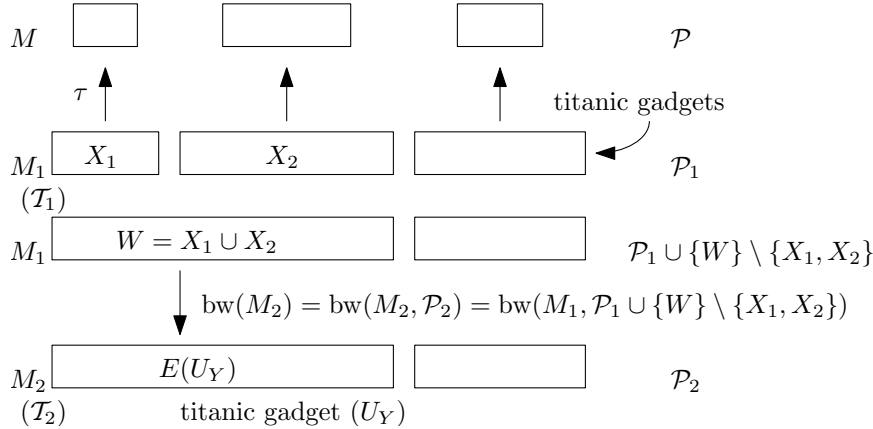 M 𝒫
τ titanic gadgets
M₁ X₁ X₂ 𝒫₁
(𝒯₁)
M₁ W = X₁ ∪ X₂ 𝒫₁ ∪ {W} \ {X₁, X₂}
bw(M₂) = bw(M₂, 𝒫₂) = bw(M₁, 𝒫₁ ∪ {W} \ {X₁, X₂})
M₂ E(U_Y) 𝒫₂
(𝒯₂) titanic gadget (U_Y)